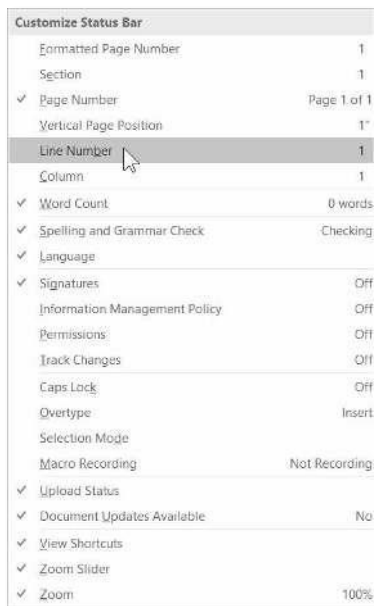 Customize Status Bar
Formatted Page Number 1
Section 1
✓ Page Number Page 1 of 1
Vertical Page Position 1"
Line Number 1
Column 1
✓ Word Count 0 words
✓ Spelling and Grammar Check Checking
✓ Language
✓ Signatures Off
Information Management Policy Off
Permissions Off
Track Changes Off
Caps Lock Off
Overtype Insert
Selection Mode
Macro Recording Not Recording
✓ Upload Status
✓ Document Updates Available No
✓ View Shortcuts
✓ Zoom Slider
✓ Zoom 100%